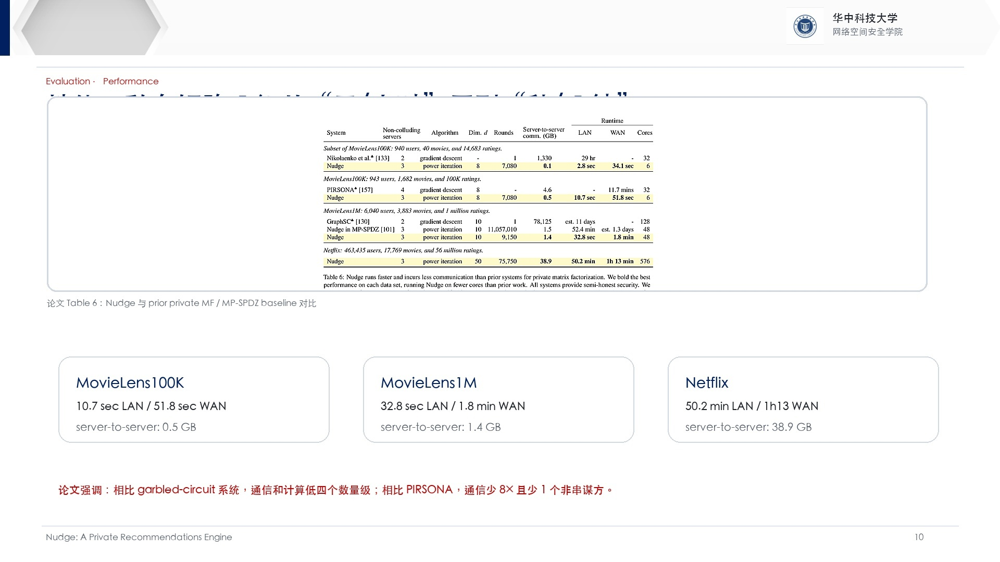 华中科技大学
网络空间安全学院
Evaluation · Performance
Runtime
System Non-colluding servers Algorithm Dim. d Rounds Server-to-server comm. (GB) LAN WAN Cores
Subset of MovieLens100K: 940 users, 40 movies, and 14,683 ratings.
Nikolaenko et al.♣ [133] 2 gradient descent - 1 1,330 29 hr - 32
Nudge 3 power iteration 8 7,080 0.1 2.8 sec 34.1 sec 6
MovieLens100K: 943 users, 1,682 movies, and 100K ratings.
PIRSONA♣ [157] 4 gradient descent 8 - 4.6 - 11.7 mins 32
Nudge 3 power iteration 8 7,080 0.5 10.7 sec 51.8 sec 6
MovieLens1M: 6,040 users, 3,883 movies, and 1 million ratings.
GraphSC♣ [130] 2 gradient descent 10 1 78,125 est. 11 days - 128
Nudge in MP-SPDZ [101] 3 power iteration 10 11,057,010 1.5 52.4 min est. 1.3 days 48
Nudge 3 power iteration 10 9,150 1.4 32.8 sec 1.8 min 48
Netflix: 463,435 users, 17,769 movies, and 56 million ratings.
Nudge 3 power iteration 50 75,750 38.9 50.2 min 1h 13 min 576
Table 6: Nudge runs faster and incurs less communication than prior systems for private matrix factorization. We bold the best
performance on each data set, running Nudge on fewer cores than prior work. All systems provide semi-honest security. We
论文 Table 6：Nudge 与 prior private MF / MP-SPDZ baseline 对比
MovieLens100K
10.7 sec LAN / 51.8 sec WAN
server-to-server: 0.5 GB
MovieLens1M
32.8 sec LAN / 1.8 min WAN
server-to-server: 1.4 GB
Netflix
50.2 min LAN / 1h13 WAN
server-to-server: 38.9 GB
论文强调：相比 garbled-circuit 系统，通信和计算低四个数量级；相比 PIRSONA，通信少 8× 且少 1 个非串谋方。
Nudge: A Private Recommendations Engine
10